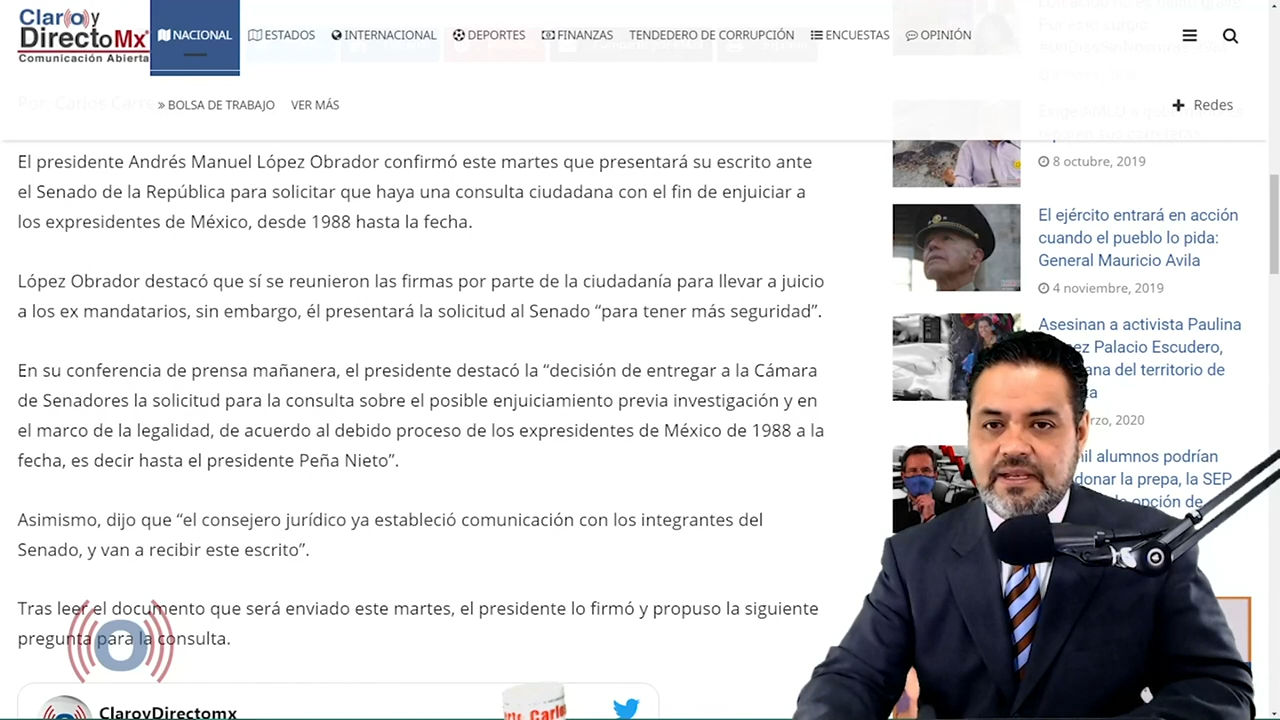 Claro y
DirectoMx
Comunicación Abierta
NACIONAL
ESTADOS
INTERNACIONAL
DEPORTES
FINANZAS
TENDEDERO DE CORRUPCIÓN
ENCUESTAS
OPINIÓN
» BOLSA DE TRABAJO
VER MÁS
Redes
El presidente Andrés Manuel López Obrador confirmó este martes que presentará su escrito ante
el Senado de la República para solicitar que haya una consulta ciudadana con el fin de enjuiciar a
los expresidentes de México, desde 1988 hasta la fecha.
López Obrador destacó que sí se reunieron las firmas por parte de la ciudadanía para llevar a juicio
a los ex mandatarios, sin embargo, él presentará la solicitud al Senado “para tener más seguridad”.
En su conferencia de prensa mañanera, el presidente destacó la “decisión de entregar a la Cámara
de Senadores la solicitud para la consulta sobre el posible enjuiciamiento previa investigación y en
el marco de la legalidad, de acuerdo al debido proceso de los expresidentes de México de 1988 a la
fecha, es decir hasta el presidente Peña Nieto”.
Asimismo, dijo que “el consejero jurídico ya estableció comunicación con los integrantes del
Senado, y van a recibir este escrito”.
Tras leer el documento que será enviado este martes, el presidente lo firmó y propuso la siguiente
pregunta para la consulta.
ClaroyDirectomx
8 octubre, 2019
El ejército entrará en acción
cuando el pueblo lo pida:
General Mauricio Avila
4 noviembre, 2019
Asesinan a activista Paulina
Palacio Escudero,
del territorio de
2020
alumnos podrían
la prepa, la SEP
opción de